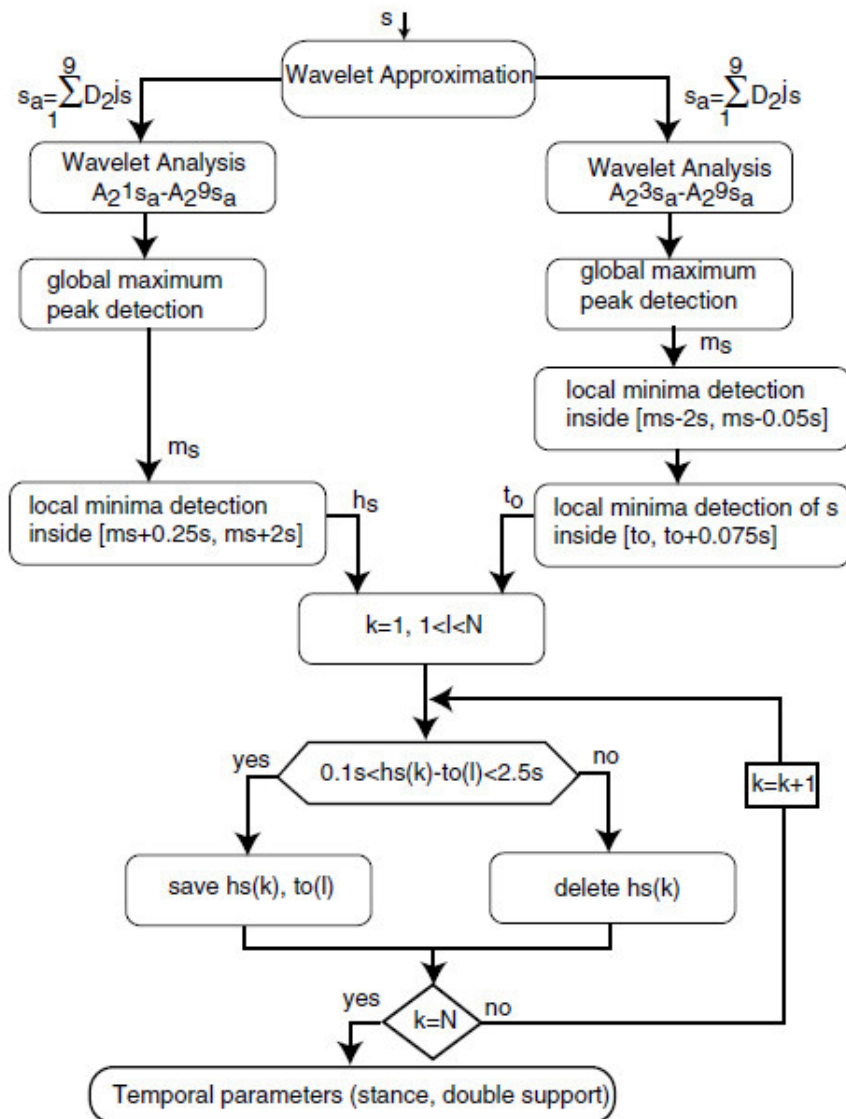 s
Wavelet Approximation
9
sa=∑D2js
1
9
sa=∑D2js
1
Wavelet Analysis
A21sa-A29sa
Wavelet Analysis
A23sa-A29sa
global maximum
peak detection
global maximum
peak detection
ms
local minima detection
inside [ms-2s, ms-0.05s]
ms
local minima detection
inside [ms+0.25s, ms+2s]
hs
to
local minima detection of s
inside [to, to+0.075s]
k=1, 1<l<N
yes
0.1s<hs(k)-to(l)<2.5s
no
k=k+1
save hs(k), to(l)
delete hs(k)
yes
k=N
no
Temporal parameters (stance, double support)